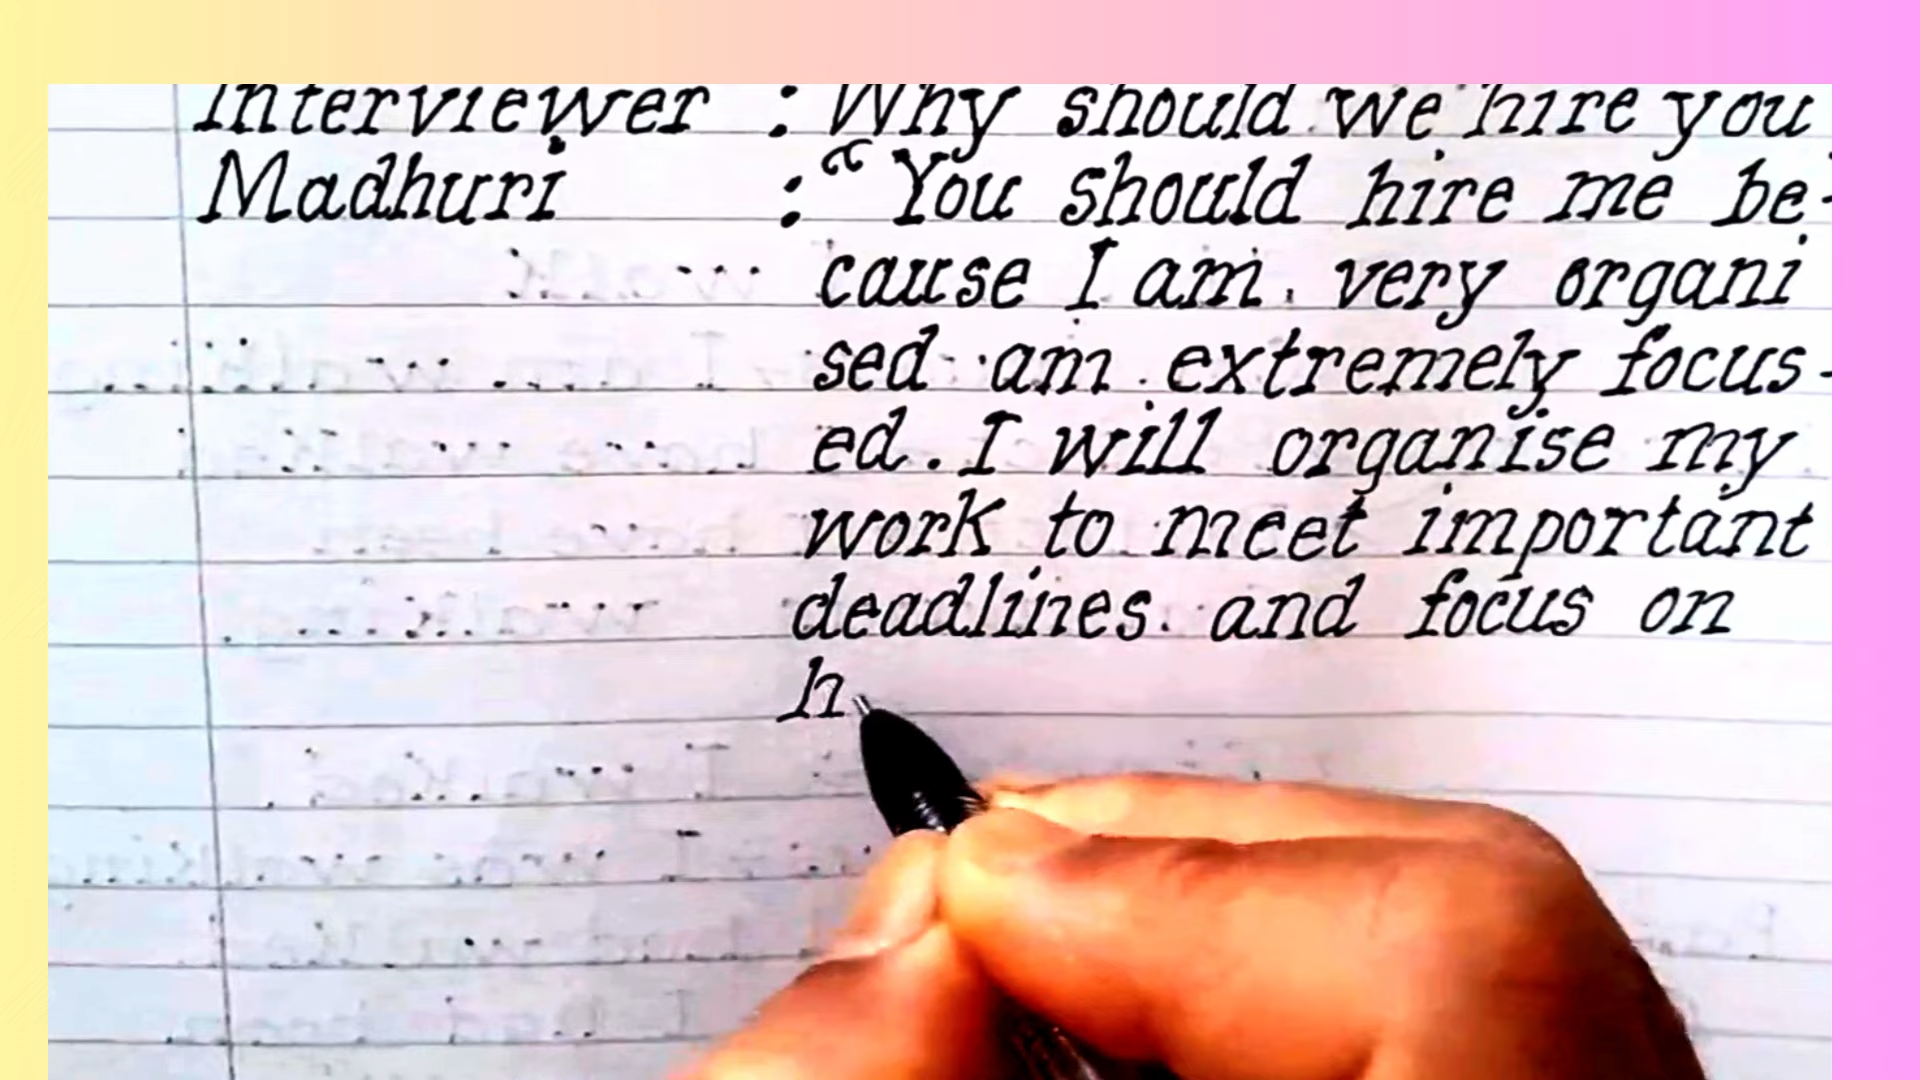 Interviewer : Why should we hire you
Madhuri : “You should hire me be-
cause I am very organi
sed am extremely focus-
ed. I will organise my
work to meet important
deadlines and focus on
h